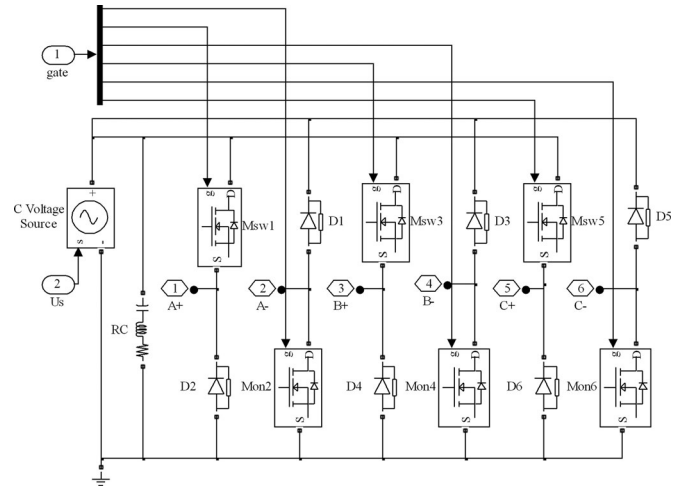 1
gate
+
C Voltage
Source
s
-
2
Us
RC
g
D
S
Msw1
D1
g
D
S
Msw3
D3
g
D
S
Msw5
D5
1
A+
2
A-
3
B+
4
B-
5
C+
6
C-
D2
g
D
S
Mon2
D4
g
D
S
Mon4
D6
g
D
S
Mon6